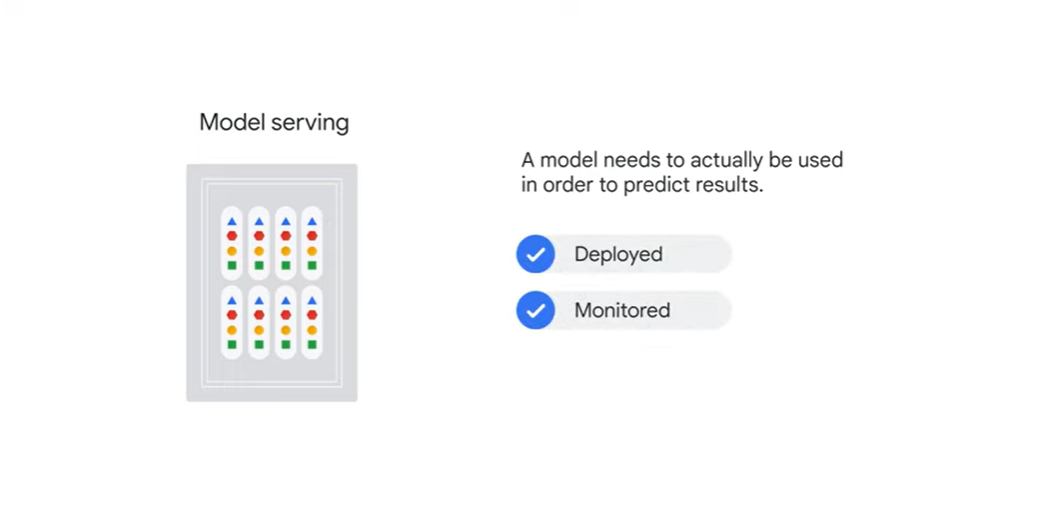 Model serving
A model needs to actually be used
in order to predict results.
Deployed
Monitored